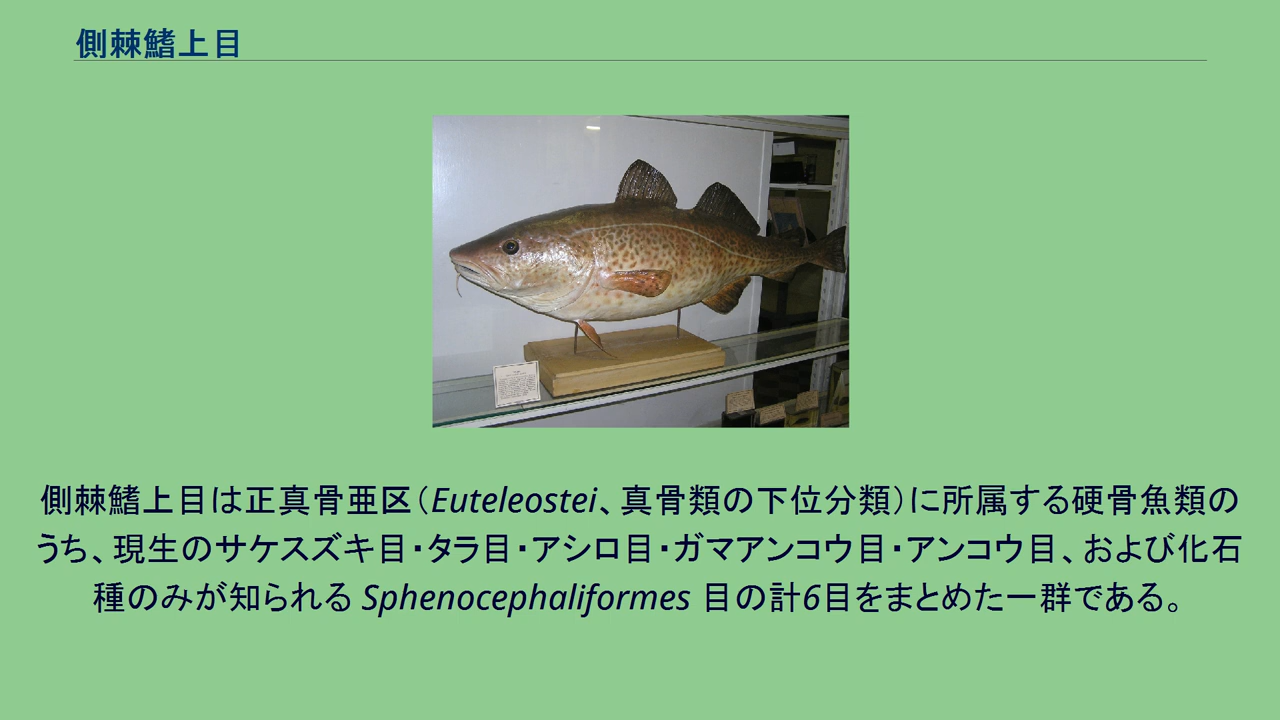 側棘鰭上目
側棘鰭上目は正真骨亜区（Euteleostei、真骨類の下位分類）に所属する硬骨魚類の
うち、現生のサケスズキ目・タラ目・アシロ目・ガマアンコウ目・アンコウ目、および化石
種のみが知られる Sphenocephaliformes 目の計6目をまとめた一群である。